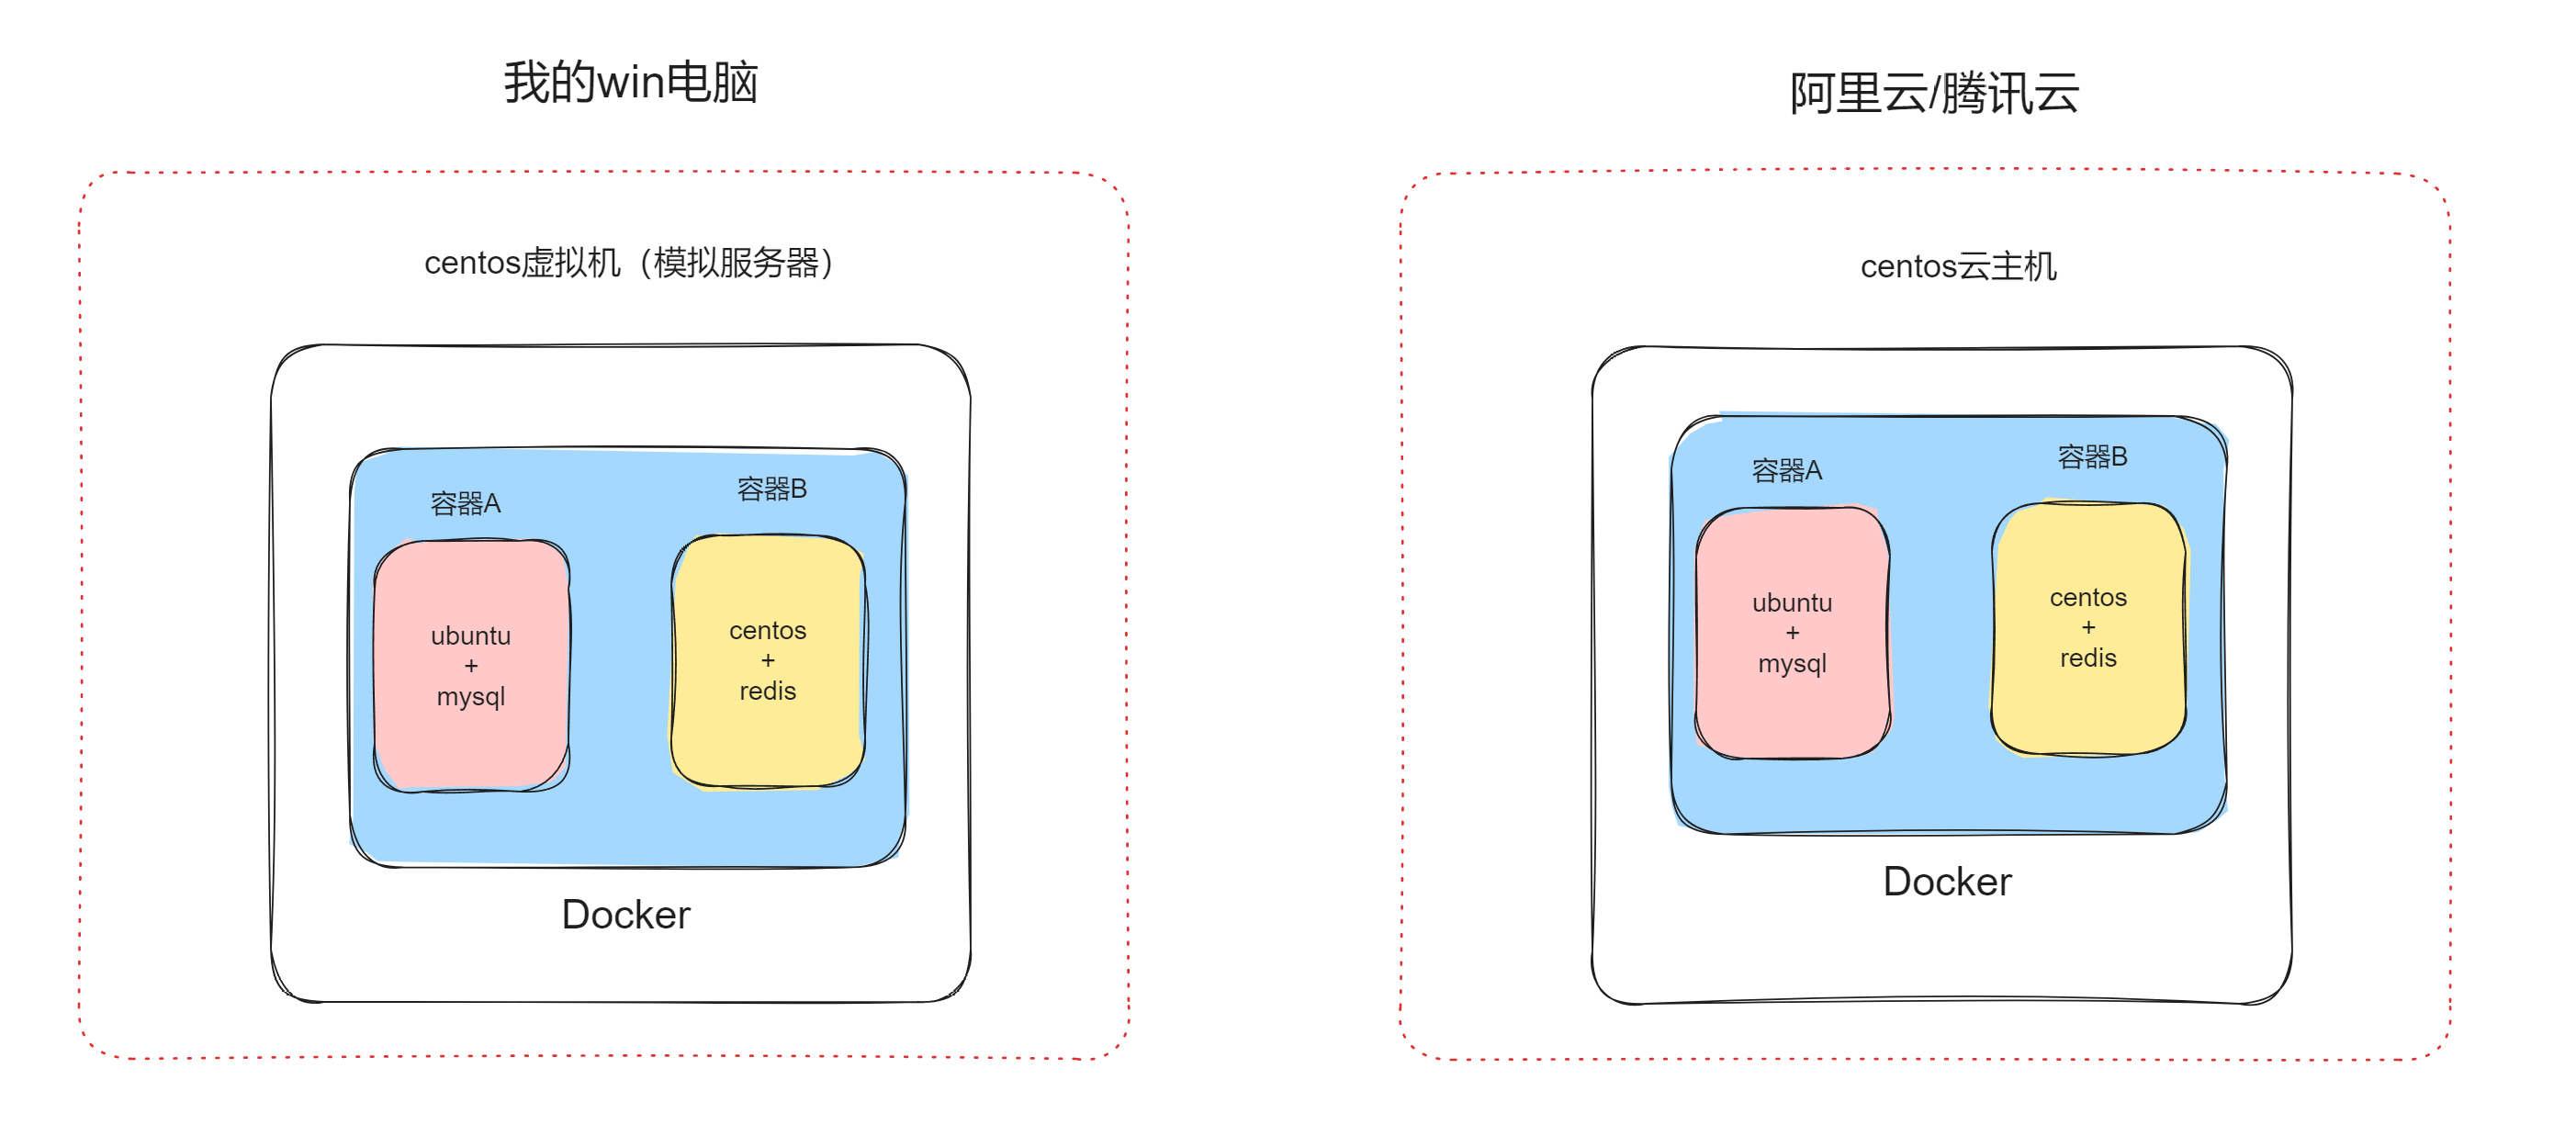 我的win电脑
centos虚拟机（模拟服务器）
容器A
容器B
ubuntu
+
mysql
centos
+
redis
Docker
阿里云/腾讯云
centos云主机
容器A
容器B
ubuntu
+
mysql
centos
+
redis
Docker